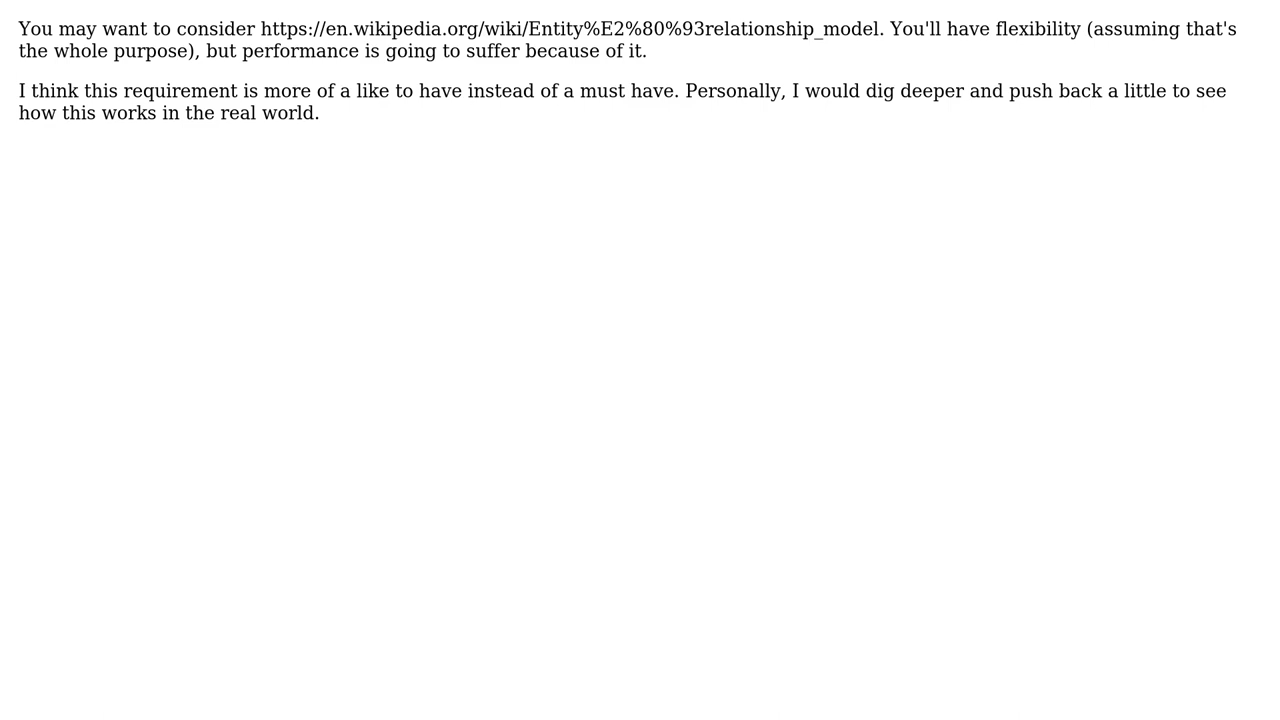 You may want to consider https://en.wikipedia.org/wiki/Entity%E2%80%93relationship_model. You'll have flexibility (assuming that's
the whole purpose), but performance is going to suffer because of it.
I think this requirement is more of a like to have instead of a must have. Personally, I would dig deeper and push back a little to see
how this works in the real world.